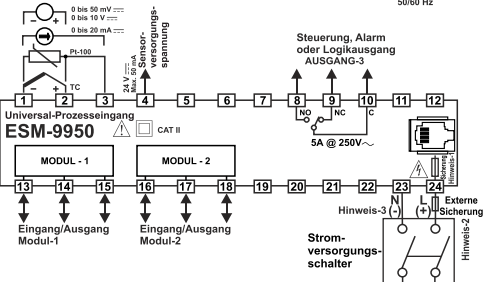 50/60 Hz
0 bis 50 mV
0 bis 10 V
0 bis 20 mA
Pt-100
TC
24 V
Max. 50 mA
Sensor-
versorgungs-
spannung
Steuerung, Alarm
oder Logikausgang
AUSGANG-3
1 2 3 4 5 6 7 8 9 10 11 12
Universal-Prozesseingang
ESM-9950
CAT II
NO NC C
5A @ 250V
Sicherung
Hinweis-1
MODUL - 1
MODUL - 2
13 14 15 16 17 18 19 20 21 22 23 24
Eingang/Ausgang
Modul-1
Eingang/Ausgang
Modul-2
N L
Hinweis-3 (-) (+)
Externe
Sicherung
Hinweis-2
Strom-
versorgungs-
schalter